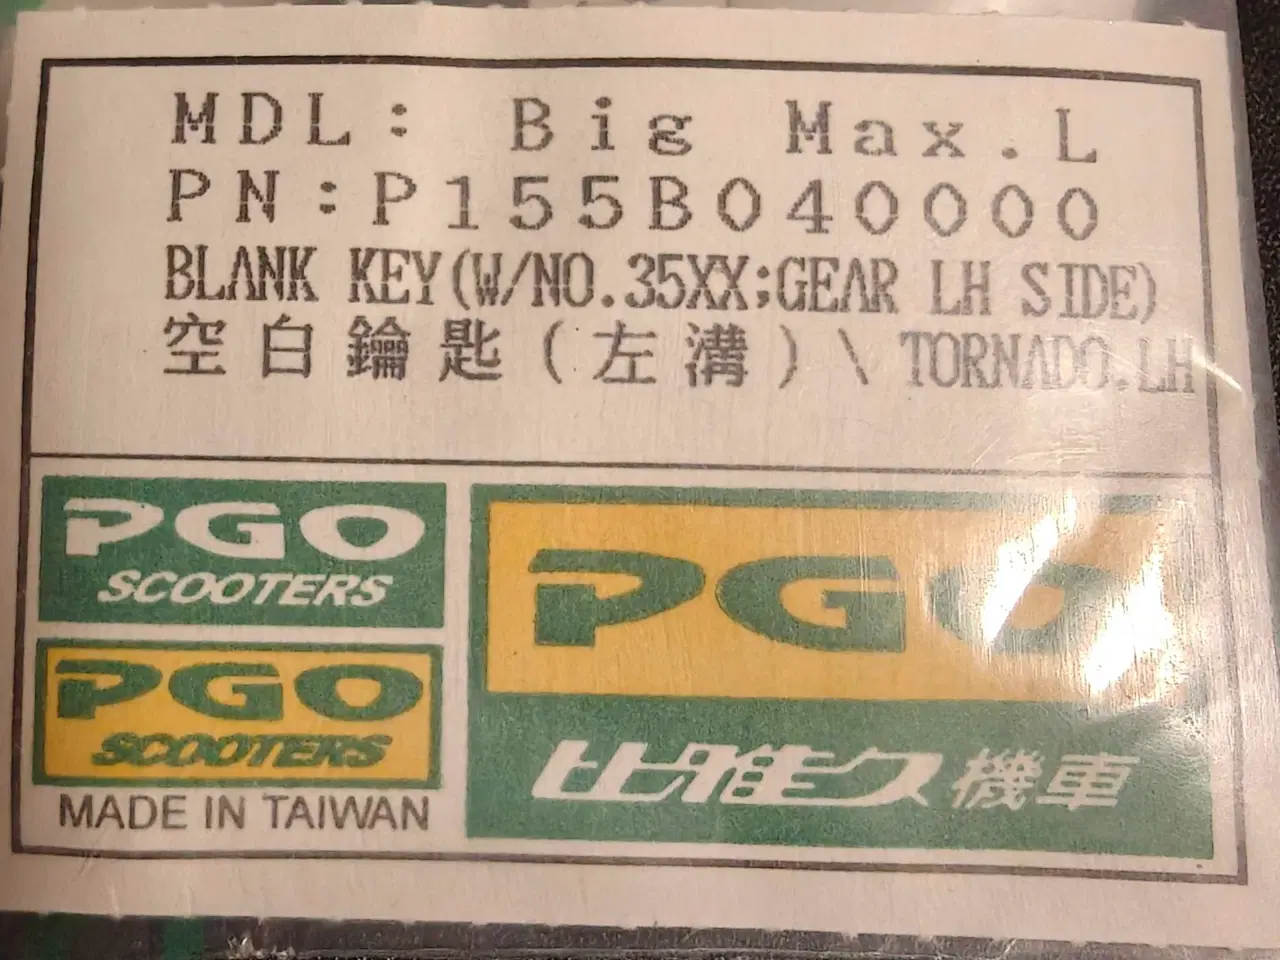 MDL: Big Max.L
PN:P155B040000
BLANK KEY(W/NO.35XX;GEAR LH SIDE)
空白鑰匙(左溝)\ TORNADO.LH
PGO
SCOOTERS
PGO
SCOOTERS
MADE IN TAIWAN
PGO
比雅久機車